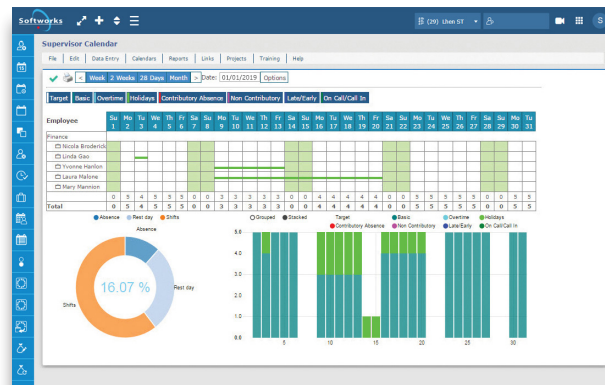 Softworks
(29) Lhen ST
S
Supervisor Calendar
File Edit Data Entry Calendars Reports Links Projects Training Help
< Week 2 Weeks 28 Days Month > Date: 01/01/2019 Options
Target Basic Overtime Holidays Contributory Absence Non Contributory Late/Early On Call/Call In
Employee Su Mo Tu We Th Fr Sa Su Mo Tu We Th Fr Sa Su Mo Tu We Th Fr Sa Su Mo Tu We Th Fr Sa Su Mo Tu
1 2 3 4 5 6 7 8 9 10 11 12 13 14 15 16 17 18 19 20 21 22 23 24 25 26 27 28 29 30 31
Finance
Nicola Broderick
Linda Gao
Yvonne Hanlon
Laura Malone
Mary Mannion
0 5 4 5 5 5 0 0 3 3 3 3 3 0 0 4 4 4 4 4 0 0 5 5 5 5 5 0 0 5 5
Total 0 5 4 5 5 5 0 0 3 3 3 3 3 0 0 4 4 4 4 4 0 0 5 5 5 5 5 0 0 5 5
Absence Rest day Shifts
Grouped Stacked Target Basic Overtime Holidays
Contributory Absence Non Contributory Late/Early On Call/Call In
Absence
Rest day
Shifts
16.07 %
5.0
4.0
3.0
2.0
1.0
0.0
5 10 15 20 25 30